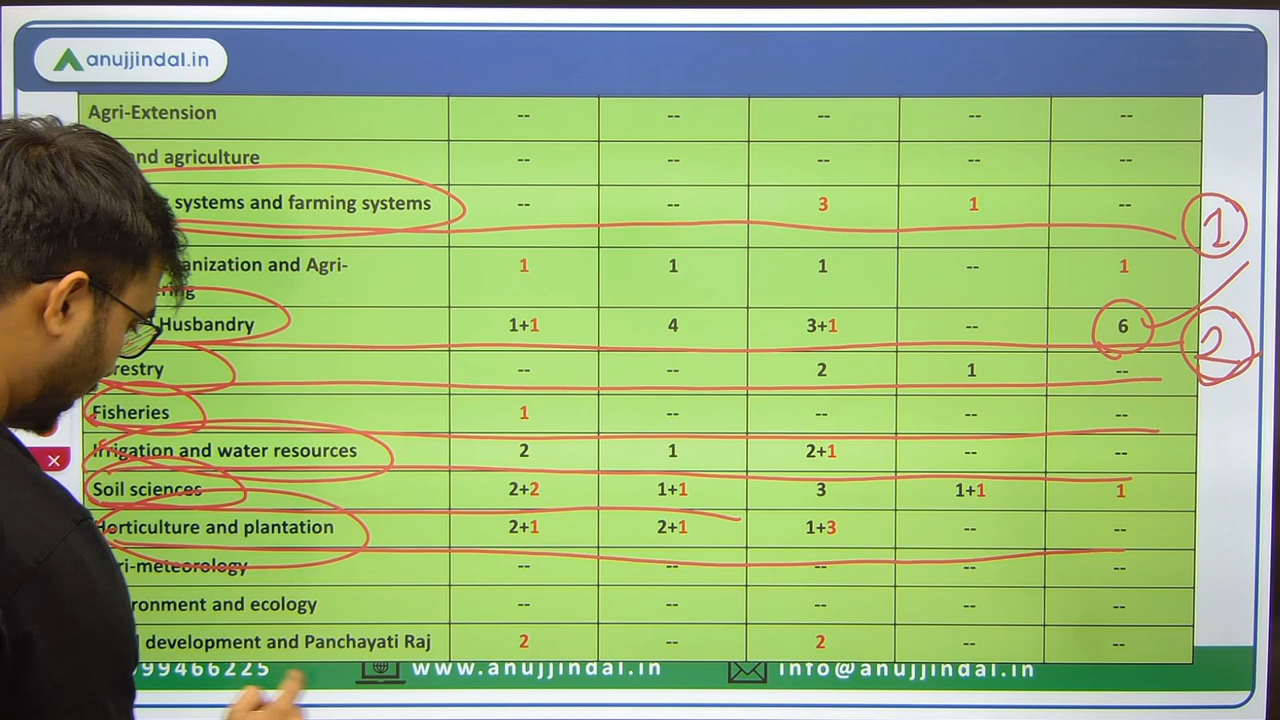 anujjindal.in
Agri-Extension -- -- -- -- --
and agriculture -- -- -- -- --
systems and farming systems -- -- 3 1 --
1
anization and Agri- 1 1 1 -- 1
ering
Husbandry 1+1 4 3+1 -- 6
2
restry -- -- 2 1 --
Fisheries 1 -- -- -- --
Irrigation and water resources 2 1 2+1 -- --
Soil sciences 2+2 1+1 3 1+1 1
Horticulture and plantation 2+1 2+1 1+3 -- --
ri-meteorology -- -- -- -- --
ronment and ecology -- -- -- -- --
development and Panchayati Raj 2 -- 2 -- --
99466225 www.anujjindal.in info@anujjindal.in